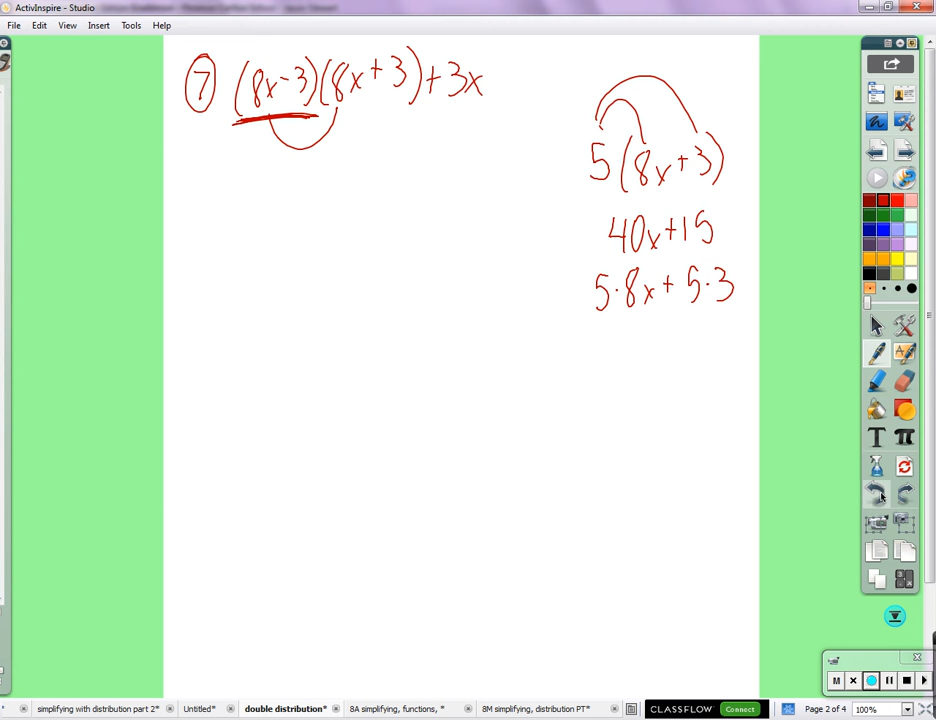 ActivInspire - Studio
File Edit View Insert Tools Help
⑦ (8x-3)(8x+3)+3x
5(8x+3)
40x+15
5·8x+5·3
simplifying with distribution part 2* Untitled* double distribution* 8A simplifying, functions, * 8M simplifying, distribution PT* CLASSFLOW Connect Page 2 of 4 100%